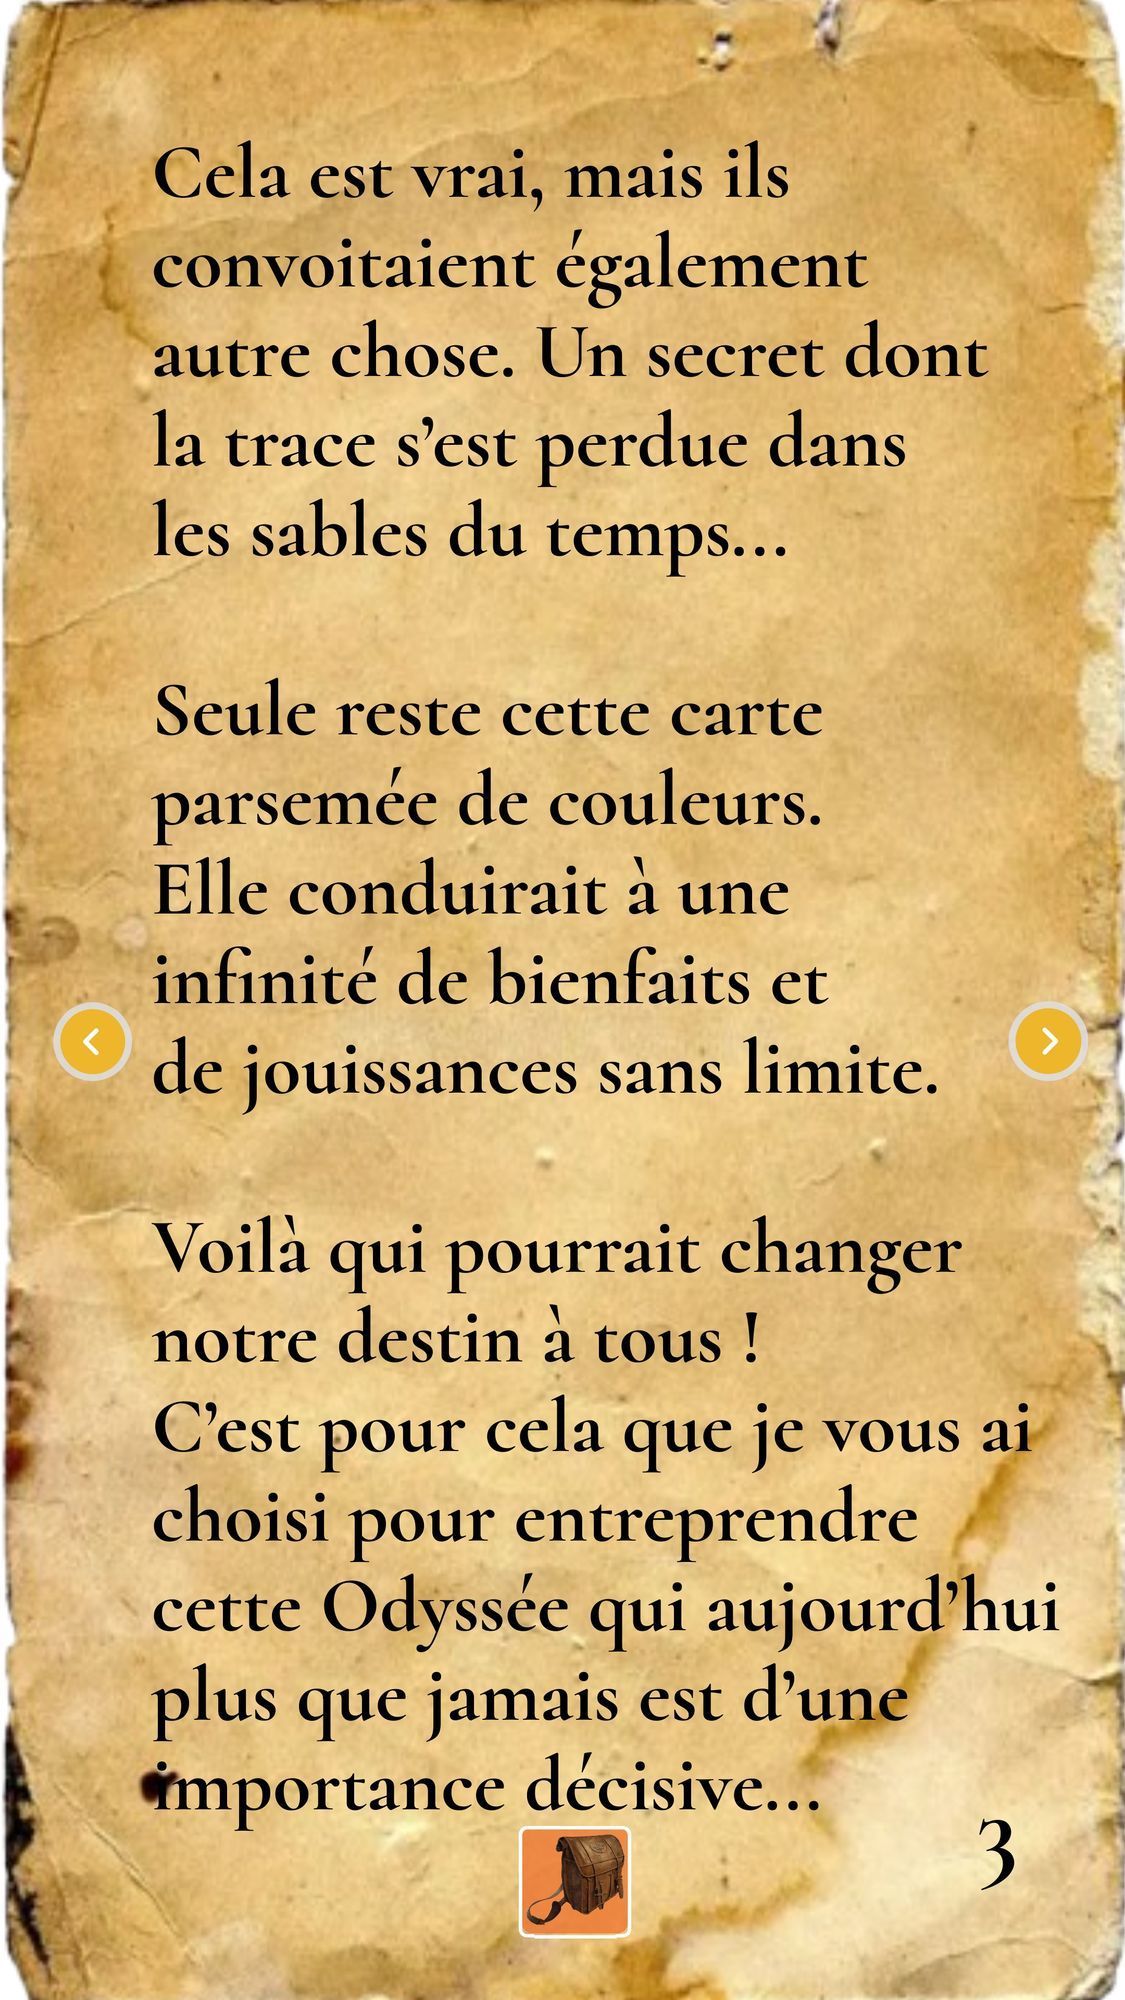 Cela est vrai, mais ils
convoitaient également
autre chose. Un secret dont
la trace s’est perdue dans
les sables du temps...
Seule reste cette carte
parsemée de couleurs.
Elle conduirait à une
infinité de bienfaits et
de jouissances sans limite.
Voilà qui pourrait changer
notre destin à tous !
C’est pour cela que je vous ai
choisi pour entreprendre
cette Odyssée qui aujourd’hui
plus que jamais est d’une
importance décisive...
3